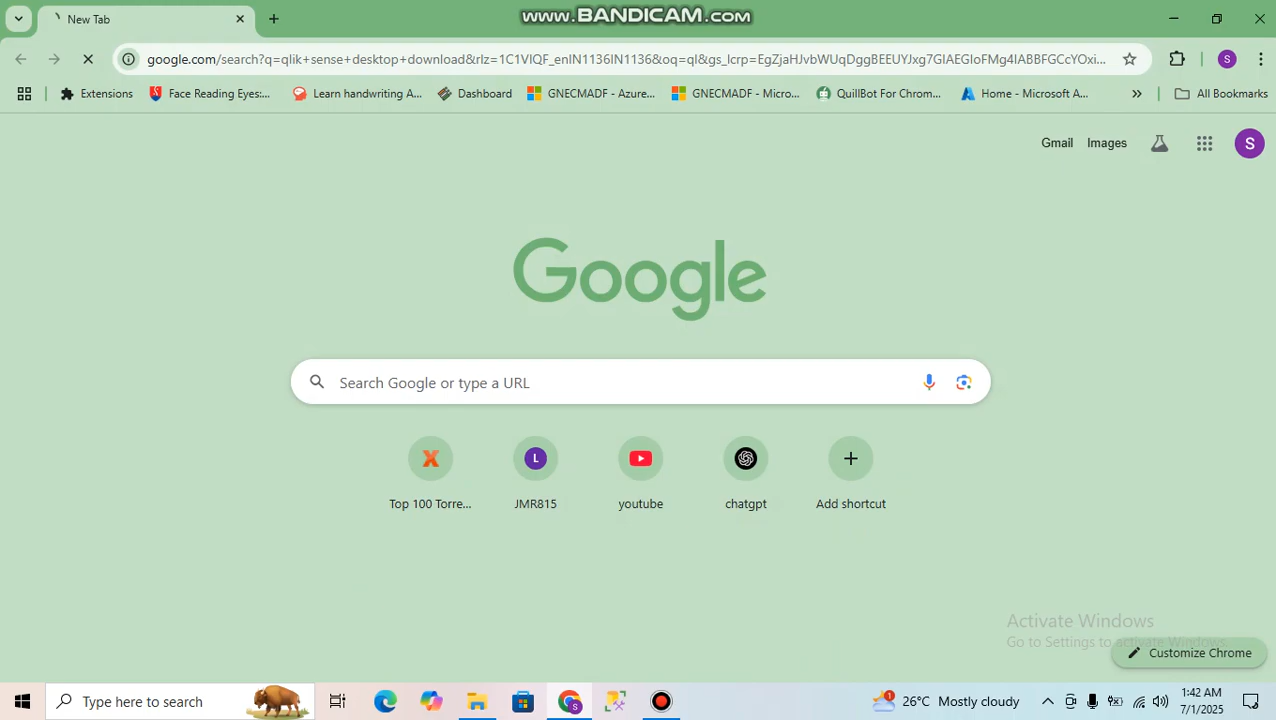 www.BANDICAM.com
New Tab
google.com/search?q=qlik+sense+desktop+download&rlz=1C1VIQF_enIN1136IN1136&oq=ql&gs_lcrp=EgZjaHJvbWUqDggBEEUYJxg7GIAEGIoFMg4IABBFGCcYOxi...
Extensions
Face Reading Eyes:...
Learn handwriting A...
Dashboard
GNECMADF - Azure...
GNECMADF - Micro...
QuillBot For Chrom...
Home - Microsoft A...
All Bookmarks
Gmail
Images
S
Google
Search Google or type a URL
L
Top 100 Torre...
JMR815
youtube
chatgpt
Add shortcut
Activate Windows
Go to Settings to activate Windows.
Customize Chrome
Type here to search
1
26°C Mostly cloudy
1:42 AM
7/1/2025